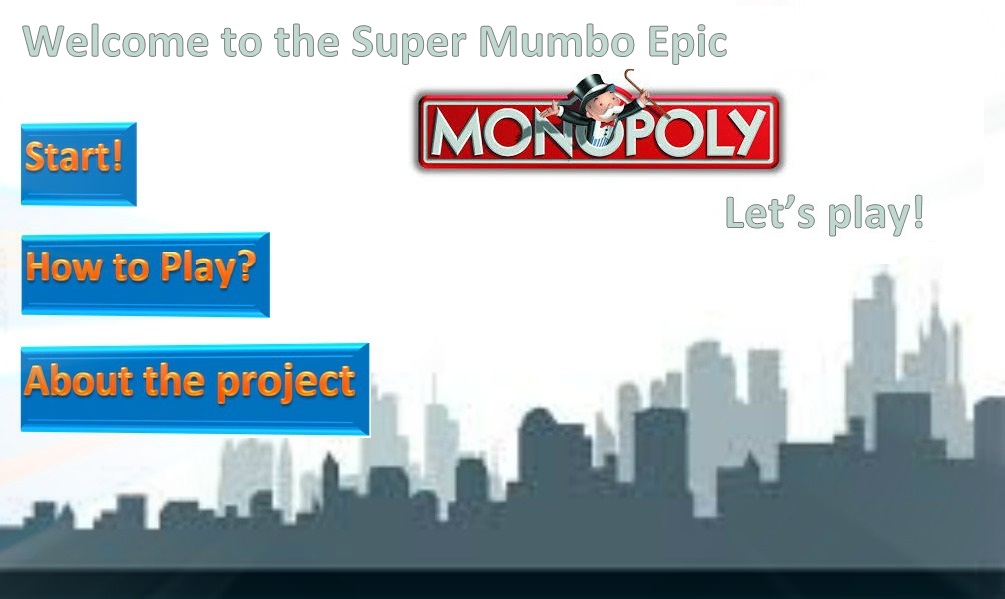 Welcome to the Super Mumbo Epic
MONOPOLY
Start!
Let’s play!
How to Play?
About the project